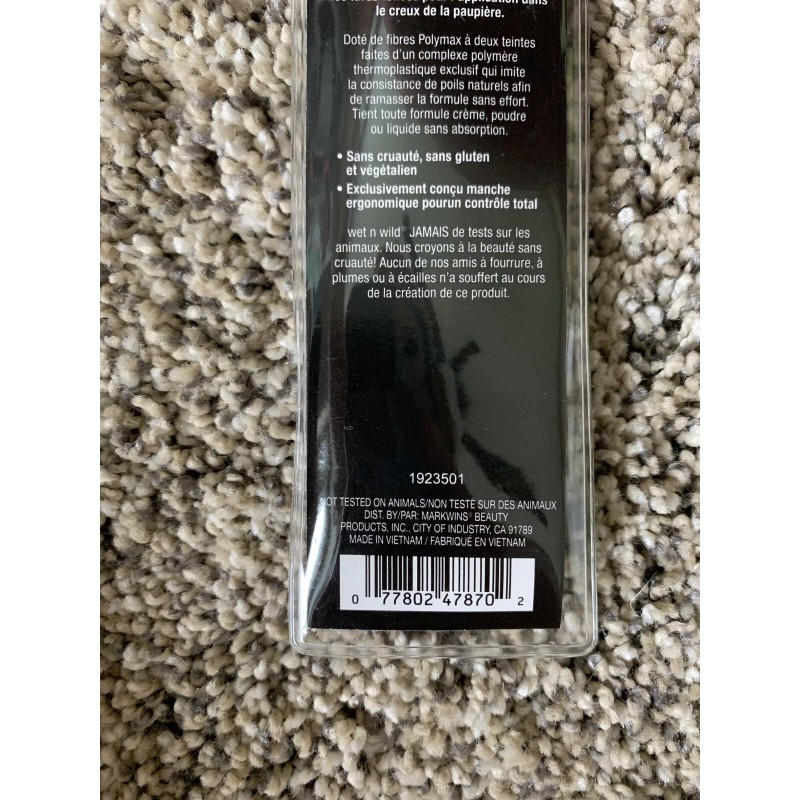 pour l'application dans
le creux de la paupière.
Doté de fibres Polymax à deux teintes
faites d'un complexe polymère
thermoplastique exclusif qui imite
la consistance de poils naturels afin
de ramasser la formule sans effort.
Tient toute formule crème, poudre
ou liquide sans absorption.
• Sans cruauté, sans gluten
et végétalien
• Exclusivement conçu manche
ergonomique pourun contrôle total
wet n wild® JAMAIS de tests sur les
animaux. Nous croyons à la beauté sans
cruauté! Aucun de nos amis à fourrure, à
plumes ou à écailles n'a souffert au cours
de la création de ce produit.
1923501
NOT TESTED ON ANIMALS/NON TESTÉ SUR DES ANIMAUX
DIST. BY/PAR: MARKWINS® BEAUTY
PRODUCTS, INC., CITY OF INDUSTRY, CA 91789
MADE IN VIETNAM / FABRIQUÉ EN VIETNAM
0 77802 47870 2